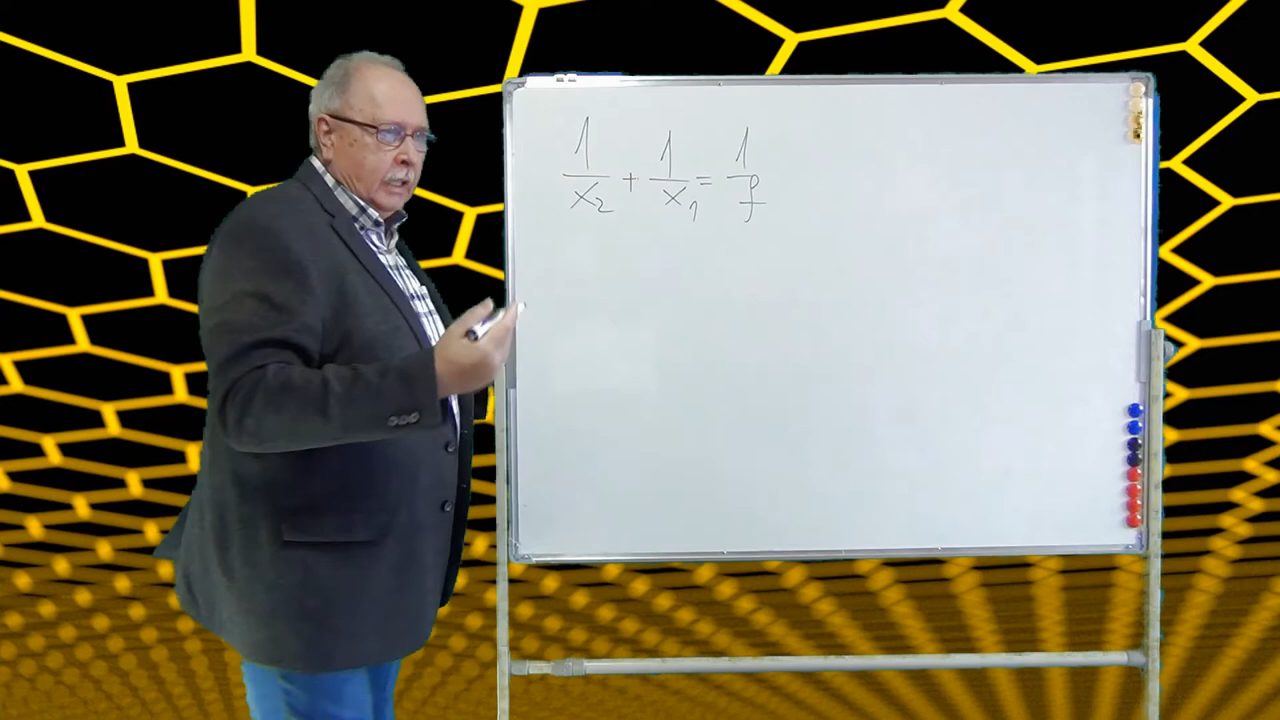 1/x₂ + 1/x₁ = 1/f